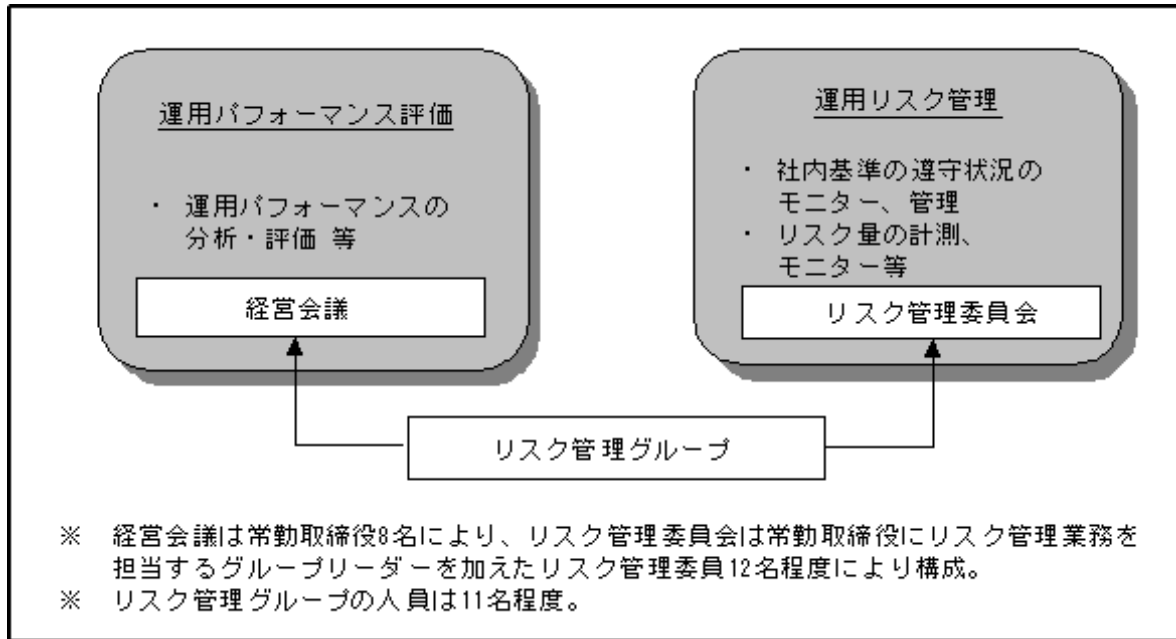 運用パフォーマンス評価
・ 運用パフォーマンスの
分析・評価 等
経営会議
運用リスク管理
・ 社内基準の遵守状況の
モニター、管理
・ リスク量の計測、
モニター等
リスク管理委員会
リスク管理グループ
※ 経営会議は常勤取締役8名により、リスク管理委員会は常勤取締役にリスク管理業務を
担当するグループリーダーを加えたリスク管理委員12名程度により構成。
※ リスク管理グループの人員は11名程度。